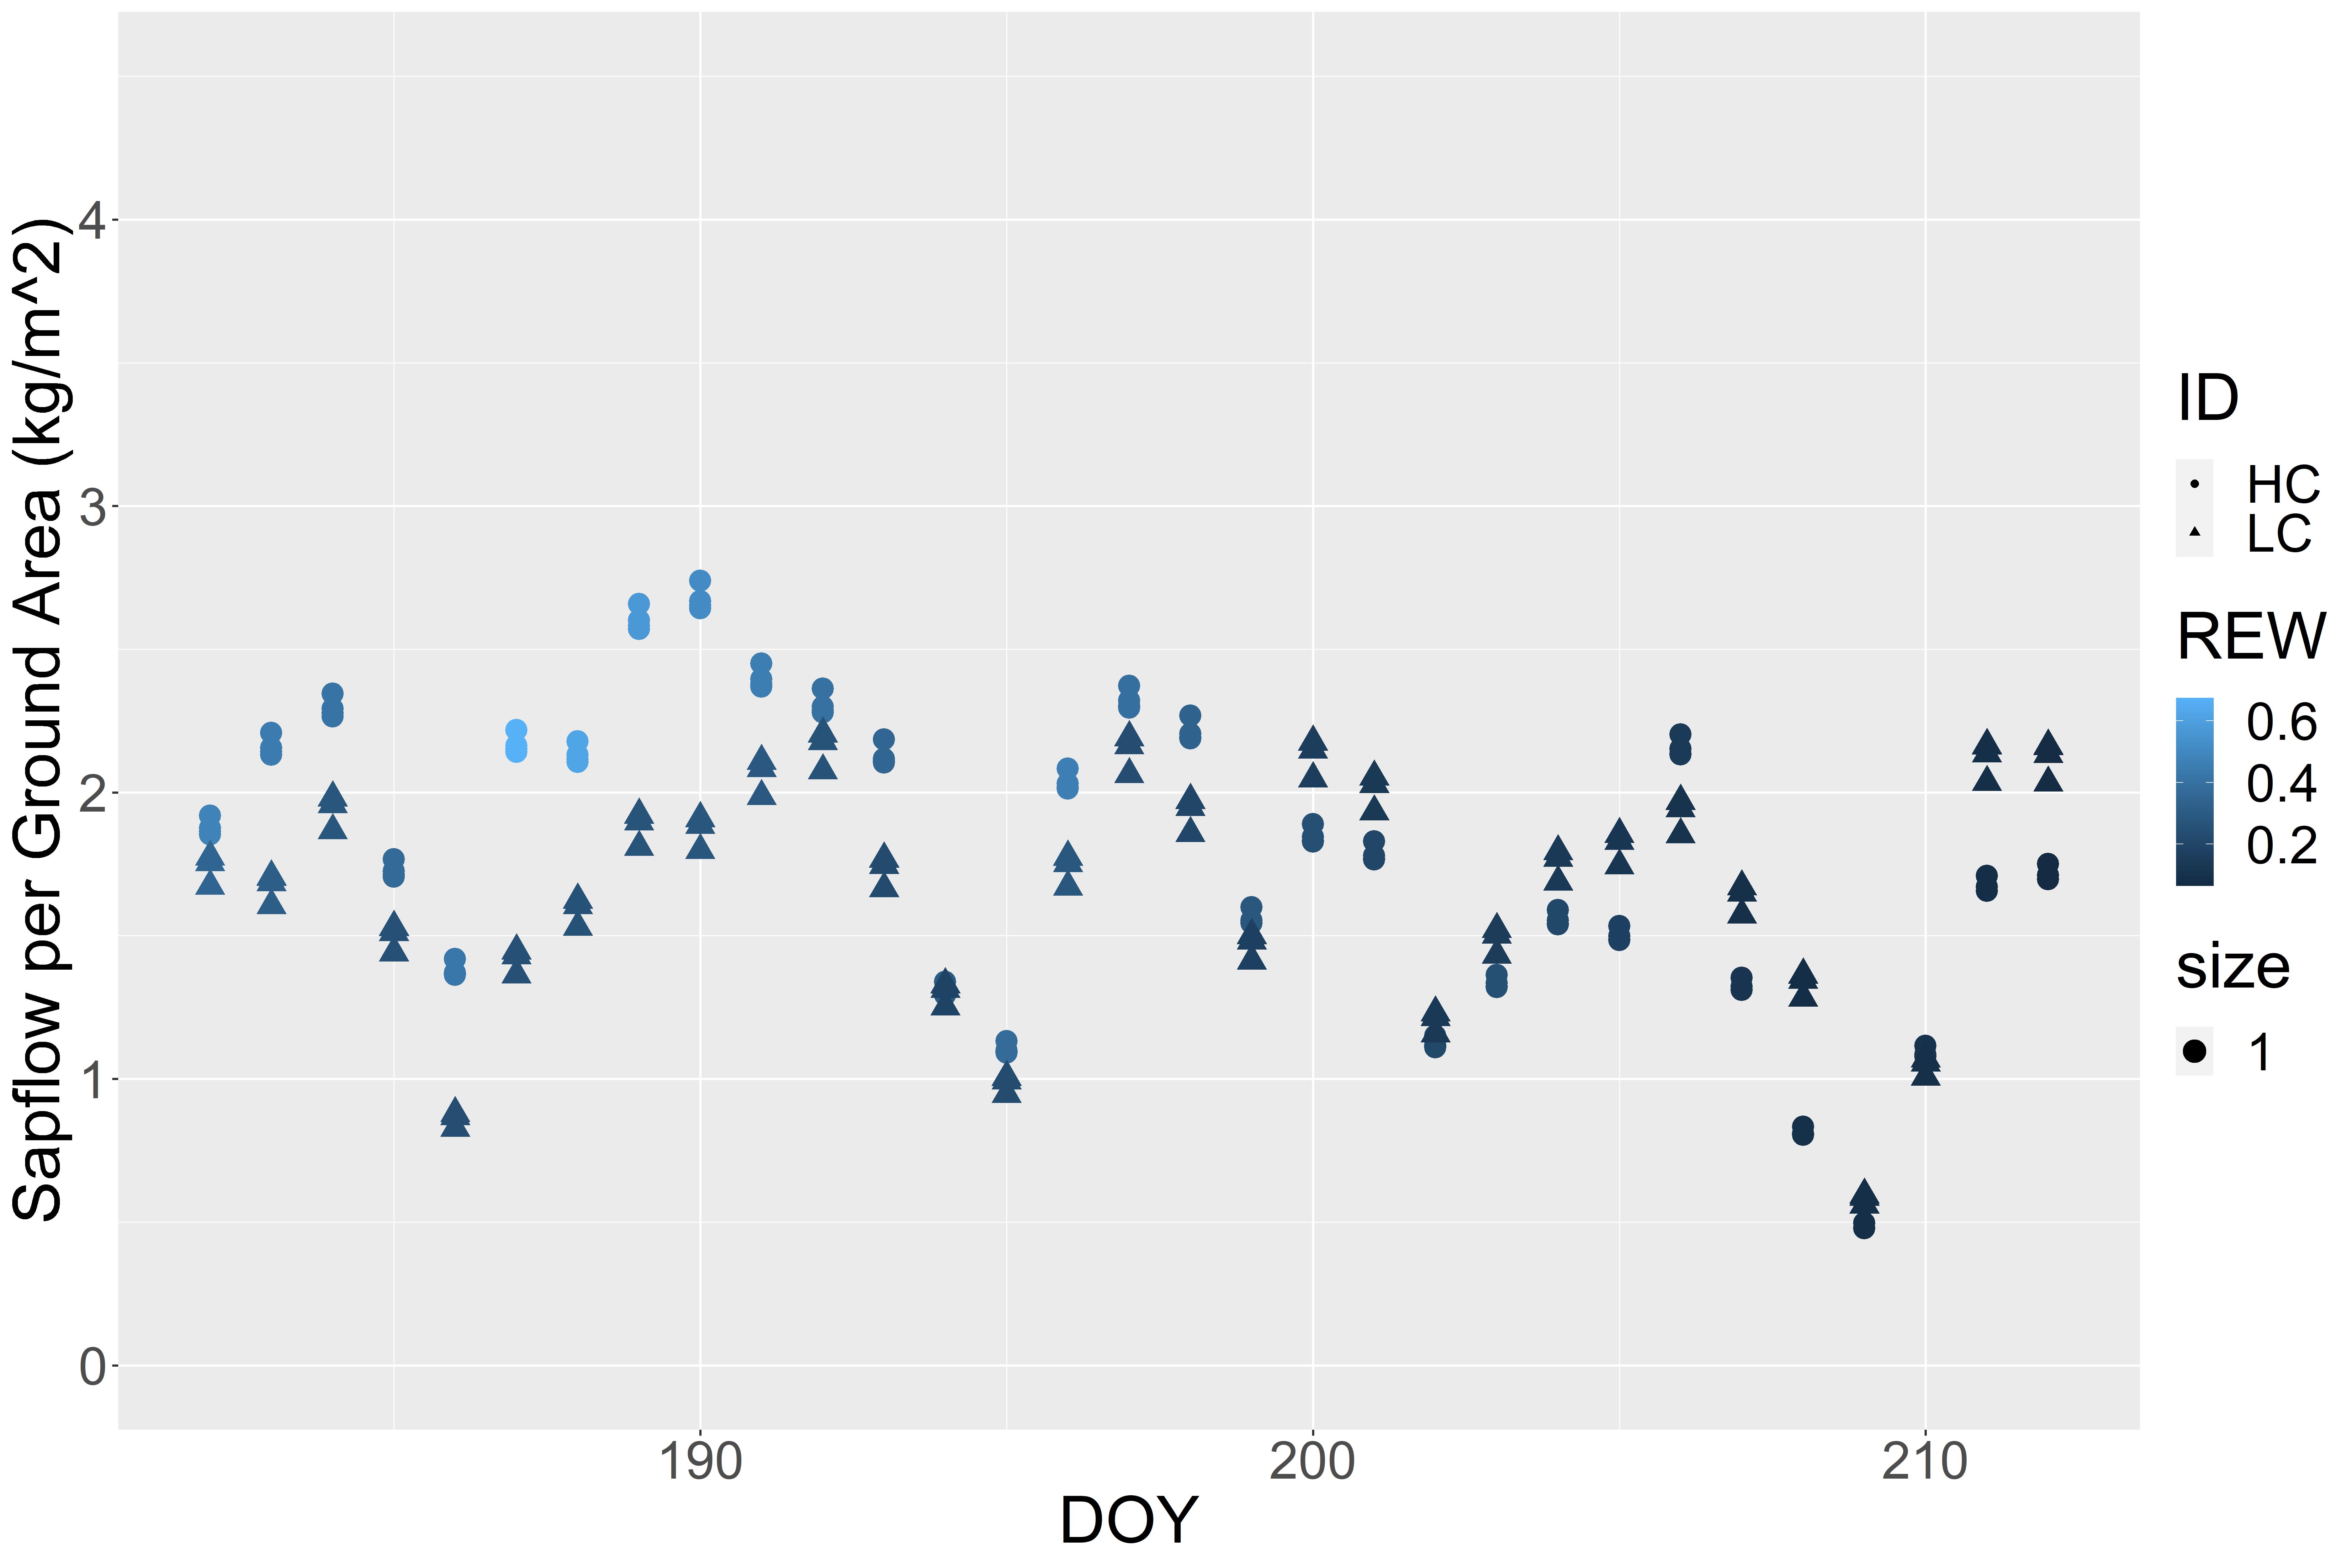 Sapflow per Ground Area (kg/m^2)
4
3
2
1
0
190
200
210
DOY
ID
HC
LC
REW
0.6
0.4
0.2
size
1